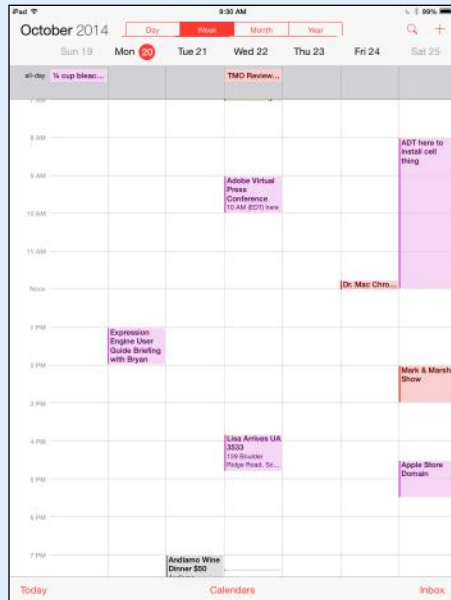 iPad
9:30 AM
99%
October 2014
Day
Week
Month
Year
Sun 19
Mon 20
Tue 21
Wed 22
Thu 23
Fri 24
Sat 25
all-day
¼ cup bleac...
TMO Review...
7 AM
8 AM
ADT here to
install cell
thing
9 AM
Adobe Virtual
Press
Conference
10 AM (EDT) here
10 AM
11 AM
Dr. Mac Chro...
Noon
1 PM
Expression
Engine User
Guide Briefing
with Bryan
2 PM
Mark & Marsh
Show
3 PM
4 PM
Lisa Arrives UA
3533
139 Boulder
Ridge Road, Sc...
Apple Store
Domain
5 PM
6 PM
7 PM
Andiamo Wine
Dinner $50
Today
Calendars
Inbox